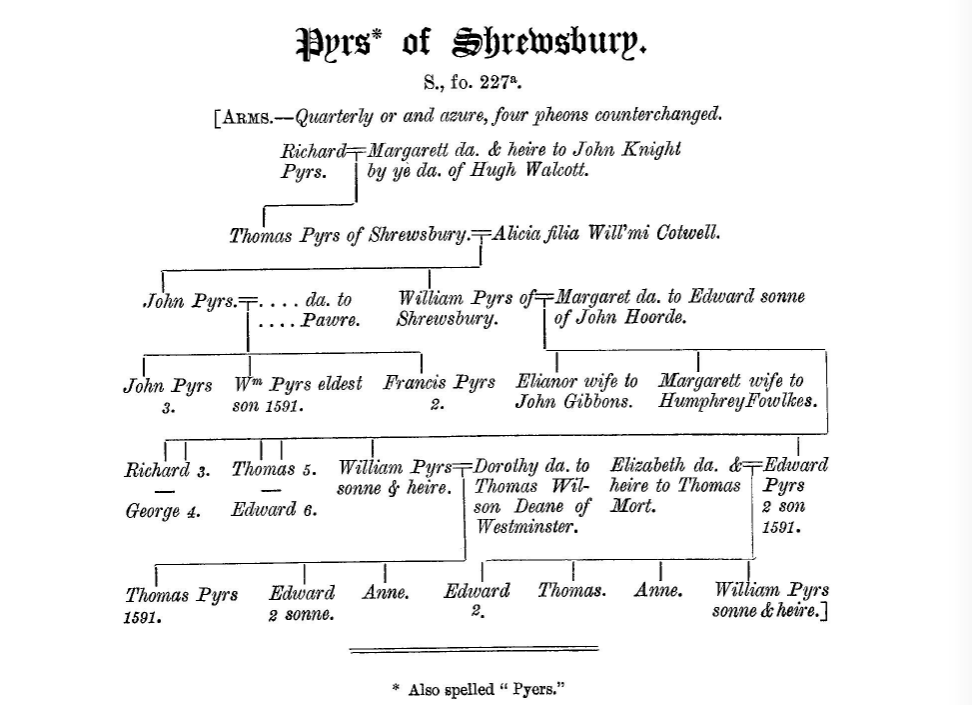 Pyrs* of Shrewsbury.
S., fo. 227ª.
[ARMS.—Quarterly or and azure, four pheons counterchanged.
Richard Margarett da. & heire to John Knight
Pyrs. by ye da. of Hugh Walcott.
Thomas Pyrs of Shrewsbury. Alicia filia Will'mi Cotwell.
John Pyrs. .... da. to William Pyrs of Margaret da. to Edward sonne
.... Pawre. Shrewsbury. of John Hoorde.
John Pyrs Wm Pyrs eldest Francis Pyrs Elianor wife to Margarett wife to
3. son 1591. 2. John Gibbons. Humphrey Fowlkes.
Richard 3. Thomas 5. William Pyrs Dorothy da. to Elizabeth da. & Edward
— — sonne & heire. Thomas Wil- heire to Thomas Pyrs
George 4. Edward 6. son Deane of Mort. 2 son
Westminster. 1591.
Thomas Pyrs Edward Anne. Edward Thomas. Anne. William Pyrs
1591. 2 sonne. 2. sonne & heire.]
* Also spelled "Pyers."